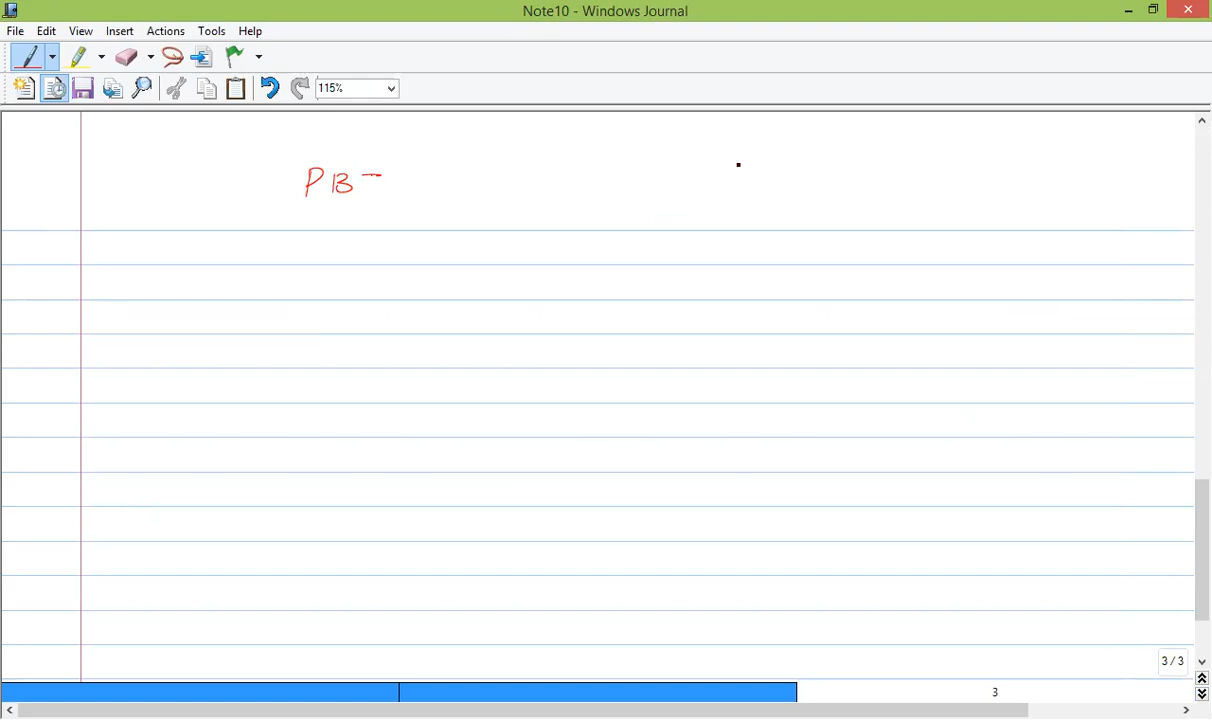 Note10 - Windows Journal
File Edit View Insert Actions Tools Help
115%
PB -
3 / 3
3